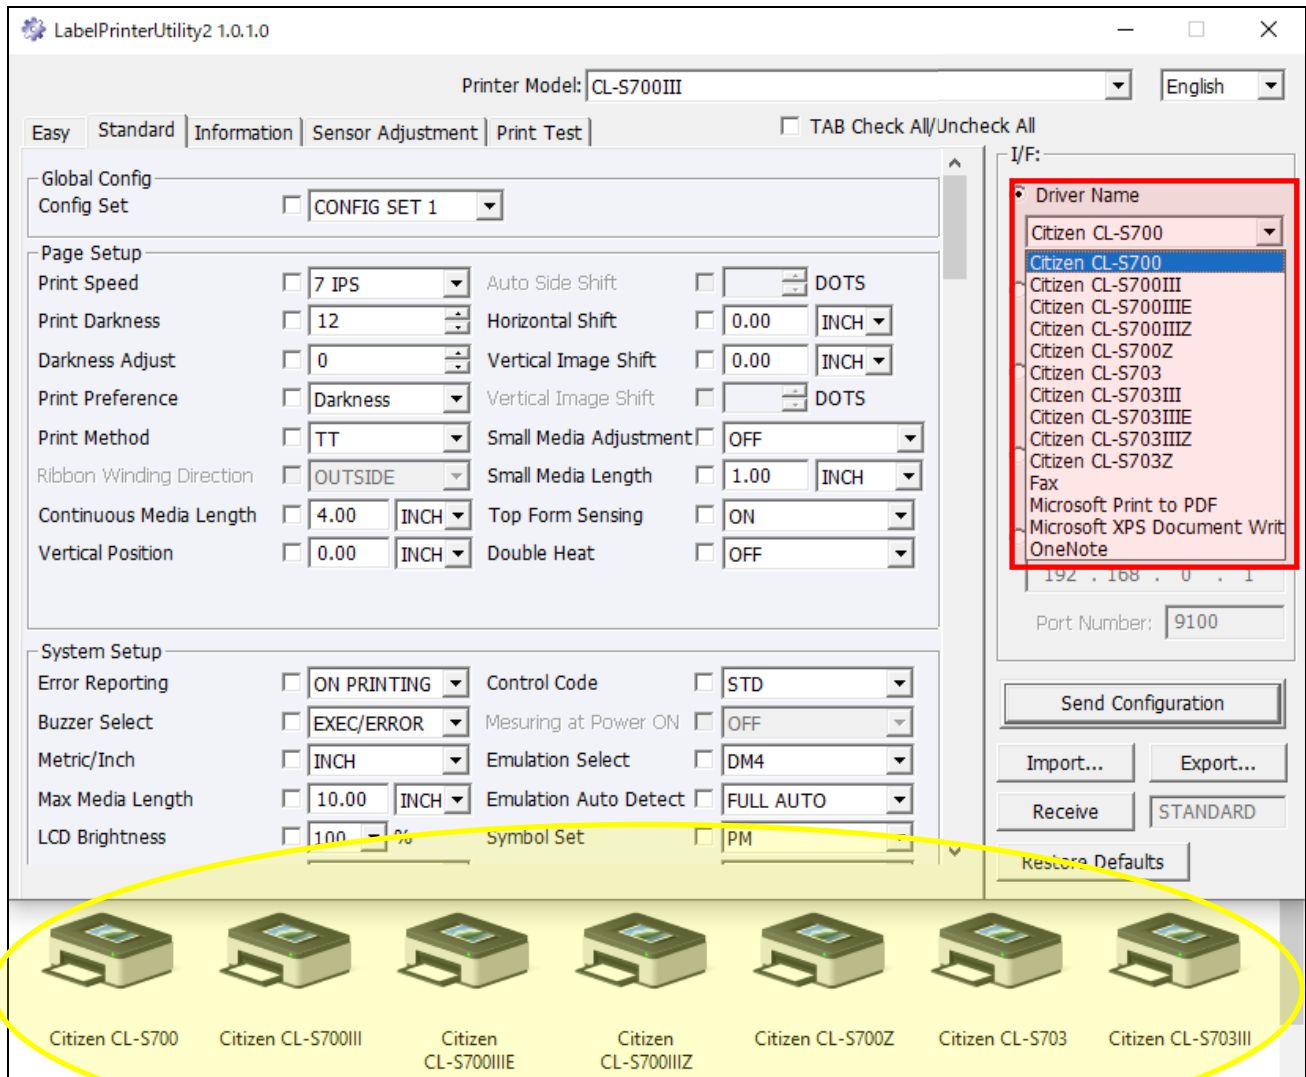 LabelPrinterUtility2 1.0.1.0
Printer Model: CL-S700III English
Easy Standard Information Sensor Adjustment Print Test TAB Check All/Uncheck All
Global Config
Config Set CONFIG SET 1
Page Setup
Print Speed 7 IPS Auto Side Shift DOTS
Print Darkness 12 Horizontal Shift 0.00 INCH
Darkness Adjust 0 Vertical Image Shift 0.00 INCH
Print Preference Darkness Vertical Image Shift DOTS
Print Method TT Small Media Adjustment OFF
Ribbon Winding Direction OUTSIDE Small Media Length 1.00 INCH
Continuous Media Length 4.00 INCH Top Form Sensing ON
Vertical Position 0.00 INCH Double Heat OFF
System Setup
Error Reporting ON PRINTING Control Code STD
Buzzer Select EXEC/ERROR Mesuring at Power ON OFF
Metric/Inch INCH Emulation Select DM4
Max Media Length 10.00 INCH Emulation Auto Detect FULL AUTO
LCD Brightness 100 % Symbol Set PM
I/F:
Driver Name
Citizen CL-S700
Citizen CL-S700
Citizen CL-S700III
Citizen CL-S700IIIE
Citizen CL-S700IIIZ
Citizen CL-S700Z
Citizen CL-S703
Citizen CL-S703III
Citizen CL-S703IIIE
Citizen CL-S703IIIZ
Citizen CL-S703Z
Fax
Microsoft Print to PDF
Microsoft XPS Document Writ
OneNote
192 . 168 . 0 . 1
Port Number: 9100
Send Configuration
Import... Export...
Receive STANDARD
Restore Defaults
Citizen CL-S700
Citizen CL-S700III
Citizen
CL-S700IIIE
Citizen
CL-S700IIIZ
Citizen CL-S700Z
Citizen CL-S703
Citizen CL-S703III